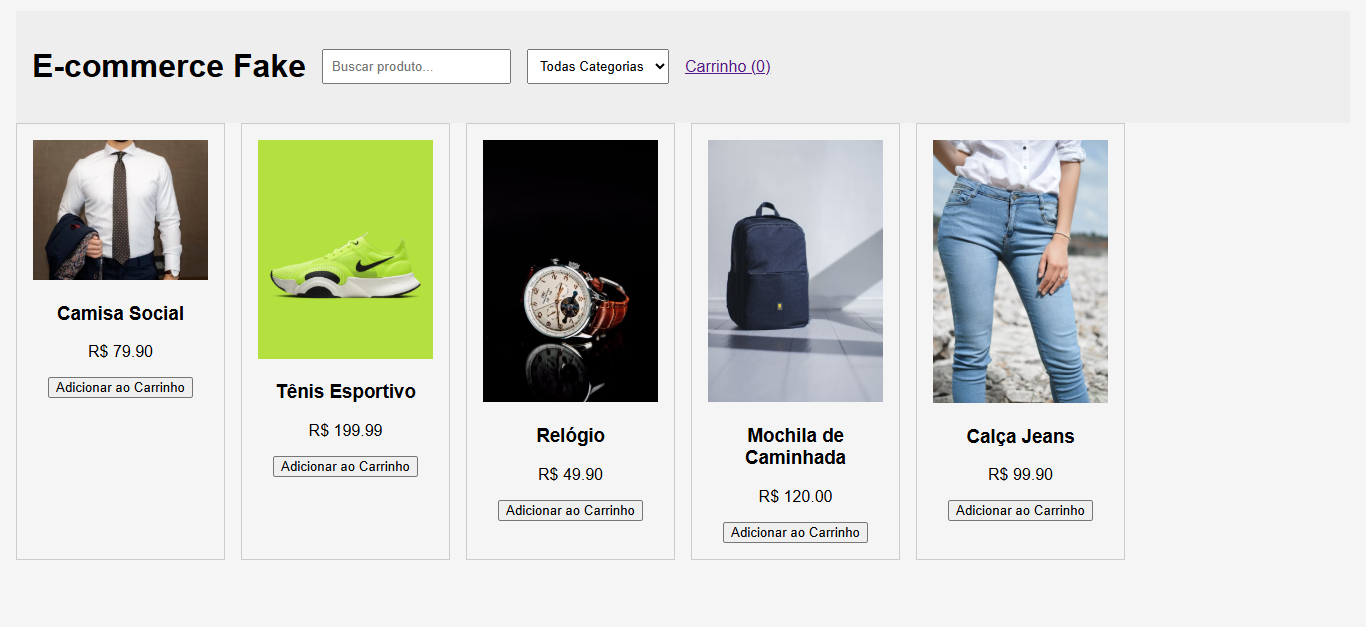 E-commerce Fake
Buscar produto...
Todas Categorias
Carrinho (0)
Camisa Social
R$ 79.90
Adicionar ao Carrinho
Tênis Esportivo
R$ 199.99
Adicionar ao Carrinho
Relógio
R$ 49.90
Adicionar ao Carrinho
Mochila de
Caminhada
R$ 120.00
Adicionar ao Carrinho
Calça Jeans
R$ 99.90
Adicionar ao Carrinho